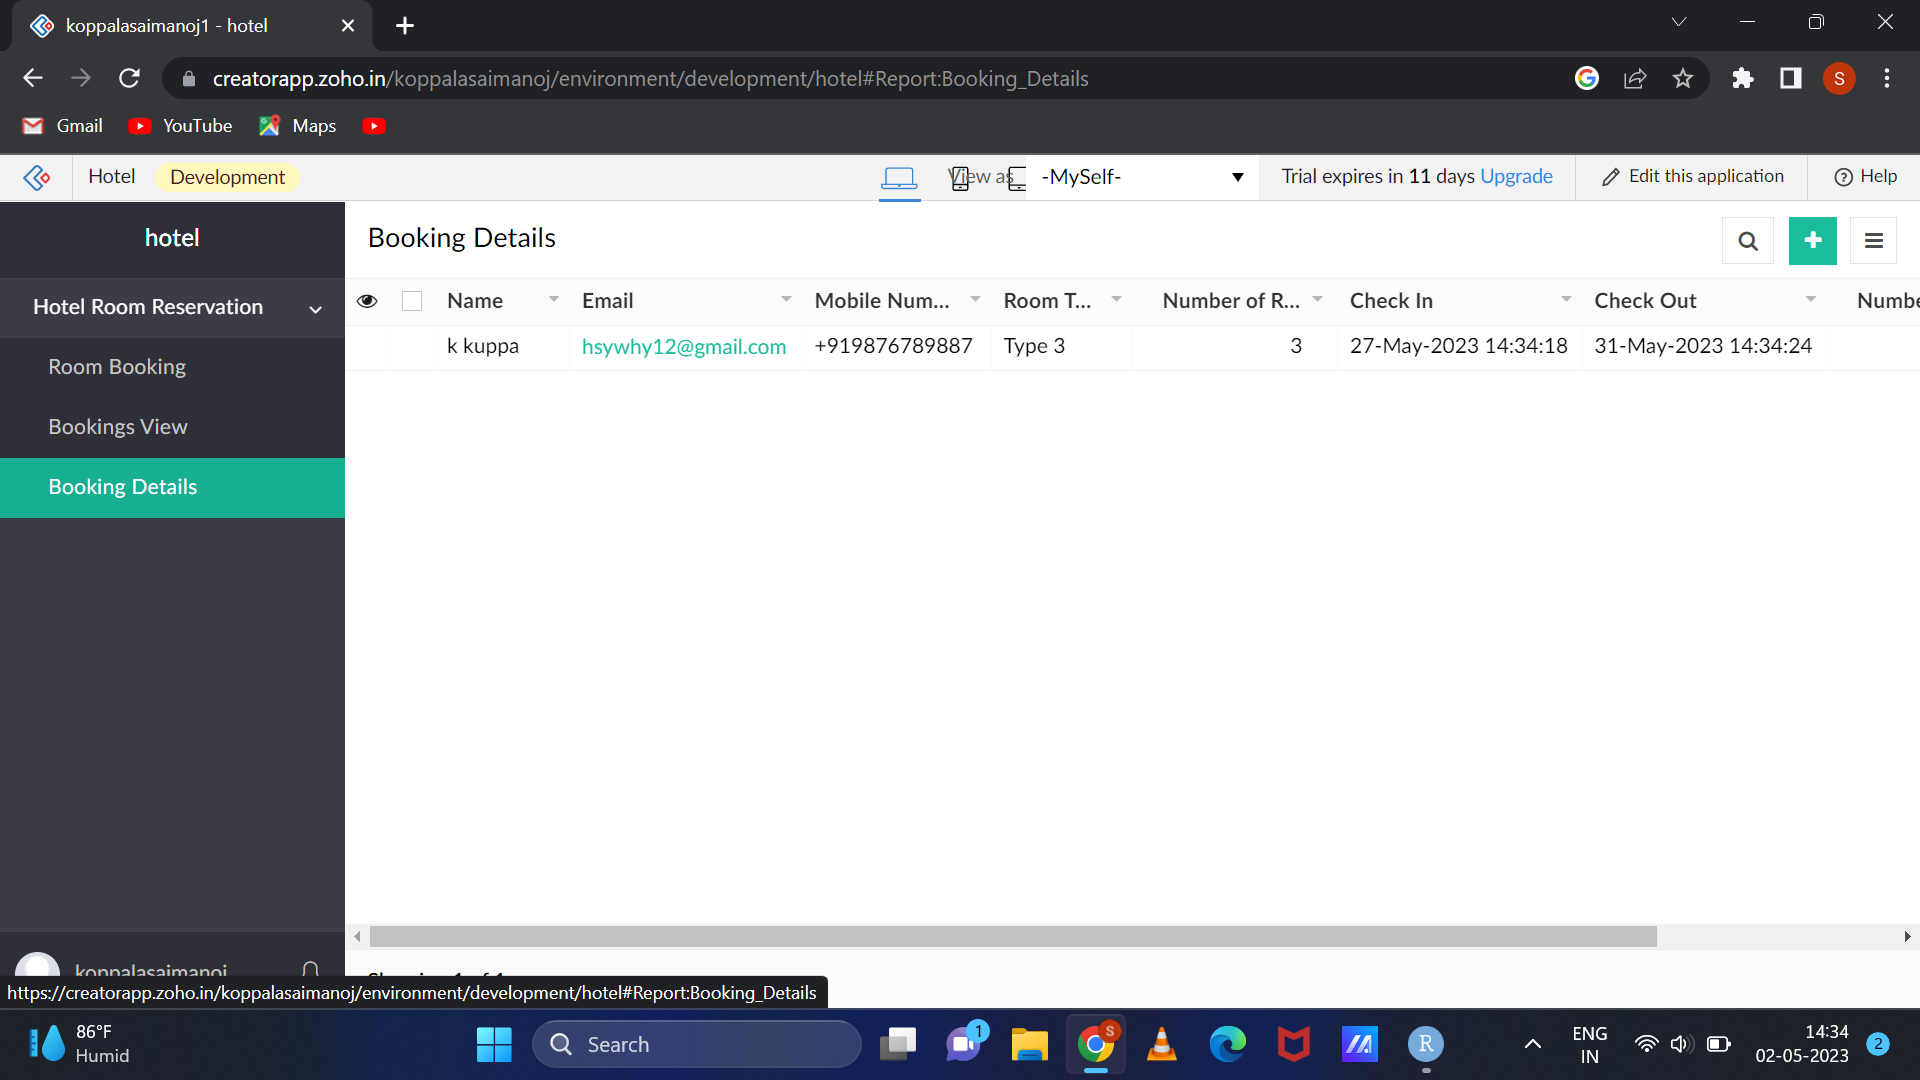 koppalasaimanoj1 - hotel
creatorapp.zoho.in/koppalasaimanoj/environment/development/hotel#Report:Booking_Details
S
Gmail YouTube Maps
Hotel Development View as -MySelf- Trial expires in 11 days Upgrade Edit this application Help
hotel
Booking Details
Hotel Room Reservation
Name Email Mobile Num... Room T... Number of R... Check In Check Out Numbe
k kuppa hsywhy12@gmail.com +919876789887 Type 3 3 27-May-2023 14:34:18 31-May-2023 14:34:24
Room Booking
Bookings View
Booking Details
koppalasaimanoj
https://creatorapp.zoho.in/koppalasaimanoj/environment/development/hotel#Report:Booking_Details
86°F
Humid
Search
1
S
R
ENG
IN
14:34
02-05-2023
2